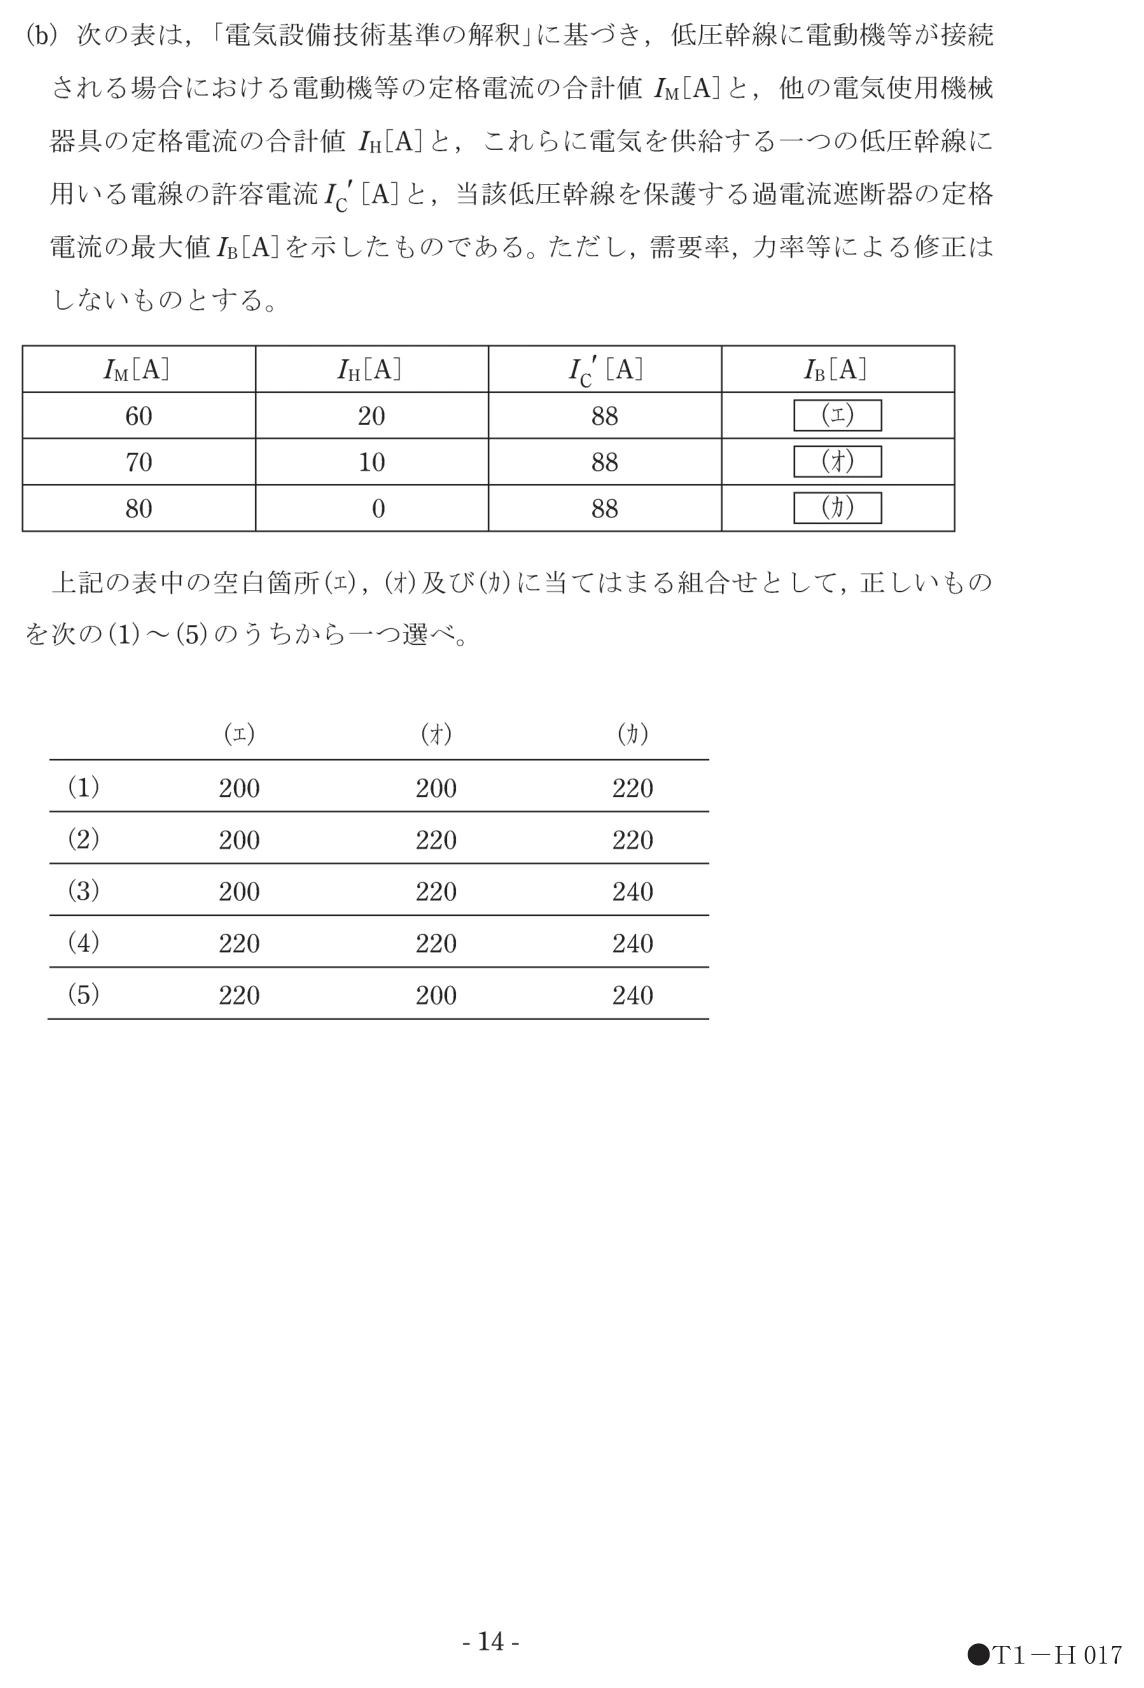 (b) 次の表は，「電気設備技術基準の解釈」に基づき，低圧幹線に電動機等が接続
される場合における電動機等の定格電流の合計値 IM[A]と，他の電気使用機械
器具の定格電流の合計値 IH[A]と，これらに電気を供給する一つの低圧幹線に
用いる電線の許容電流IC′[A]と，当該低圧幹線を保護する過電流遮断器の定格
電流の最大値IB[A]を示したものである。ただし，需要率，力率等による修正は
しないものとする。
IM[A] IH[A] IC′[A] IB[A]
60 20 88 (エ)
70 10 88 (オ)
80 0 88 (カ)
上記の表中の空白箇所(エ)，(オ)及び(カ)に当てはまる組合せとして，正しいもの
を次の(1)～(5)のうちから一つ選べ。
(エ) (オ) (カ)
(1) 200 200 220
(2) 200 220 220
(3) 200 220 240
(4) 220 220 240
(5) 220 200 240
- 14 -
●T1－H 017